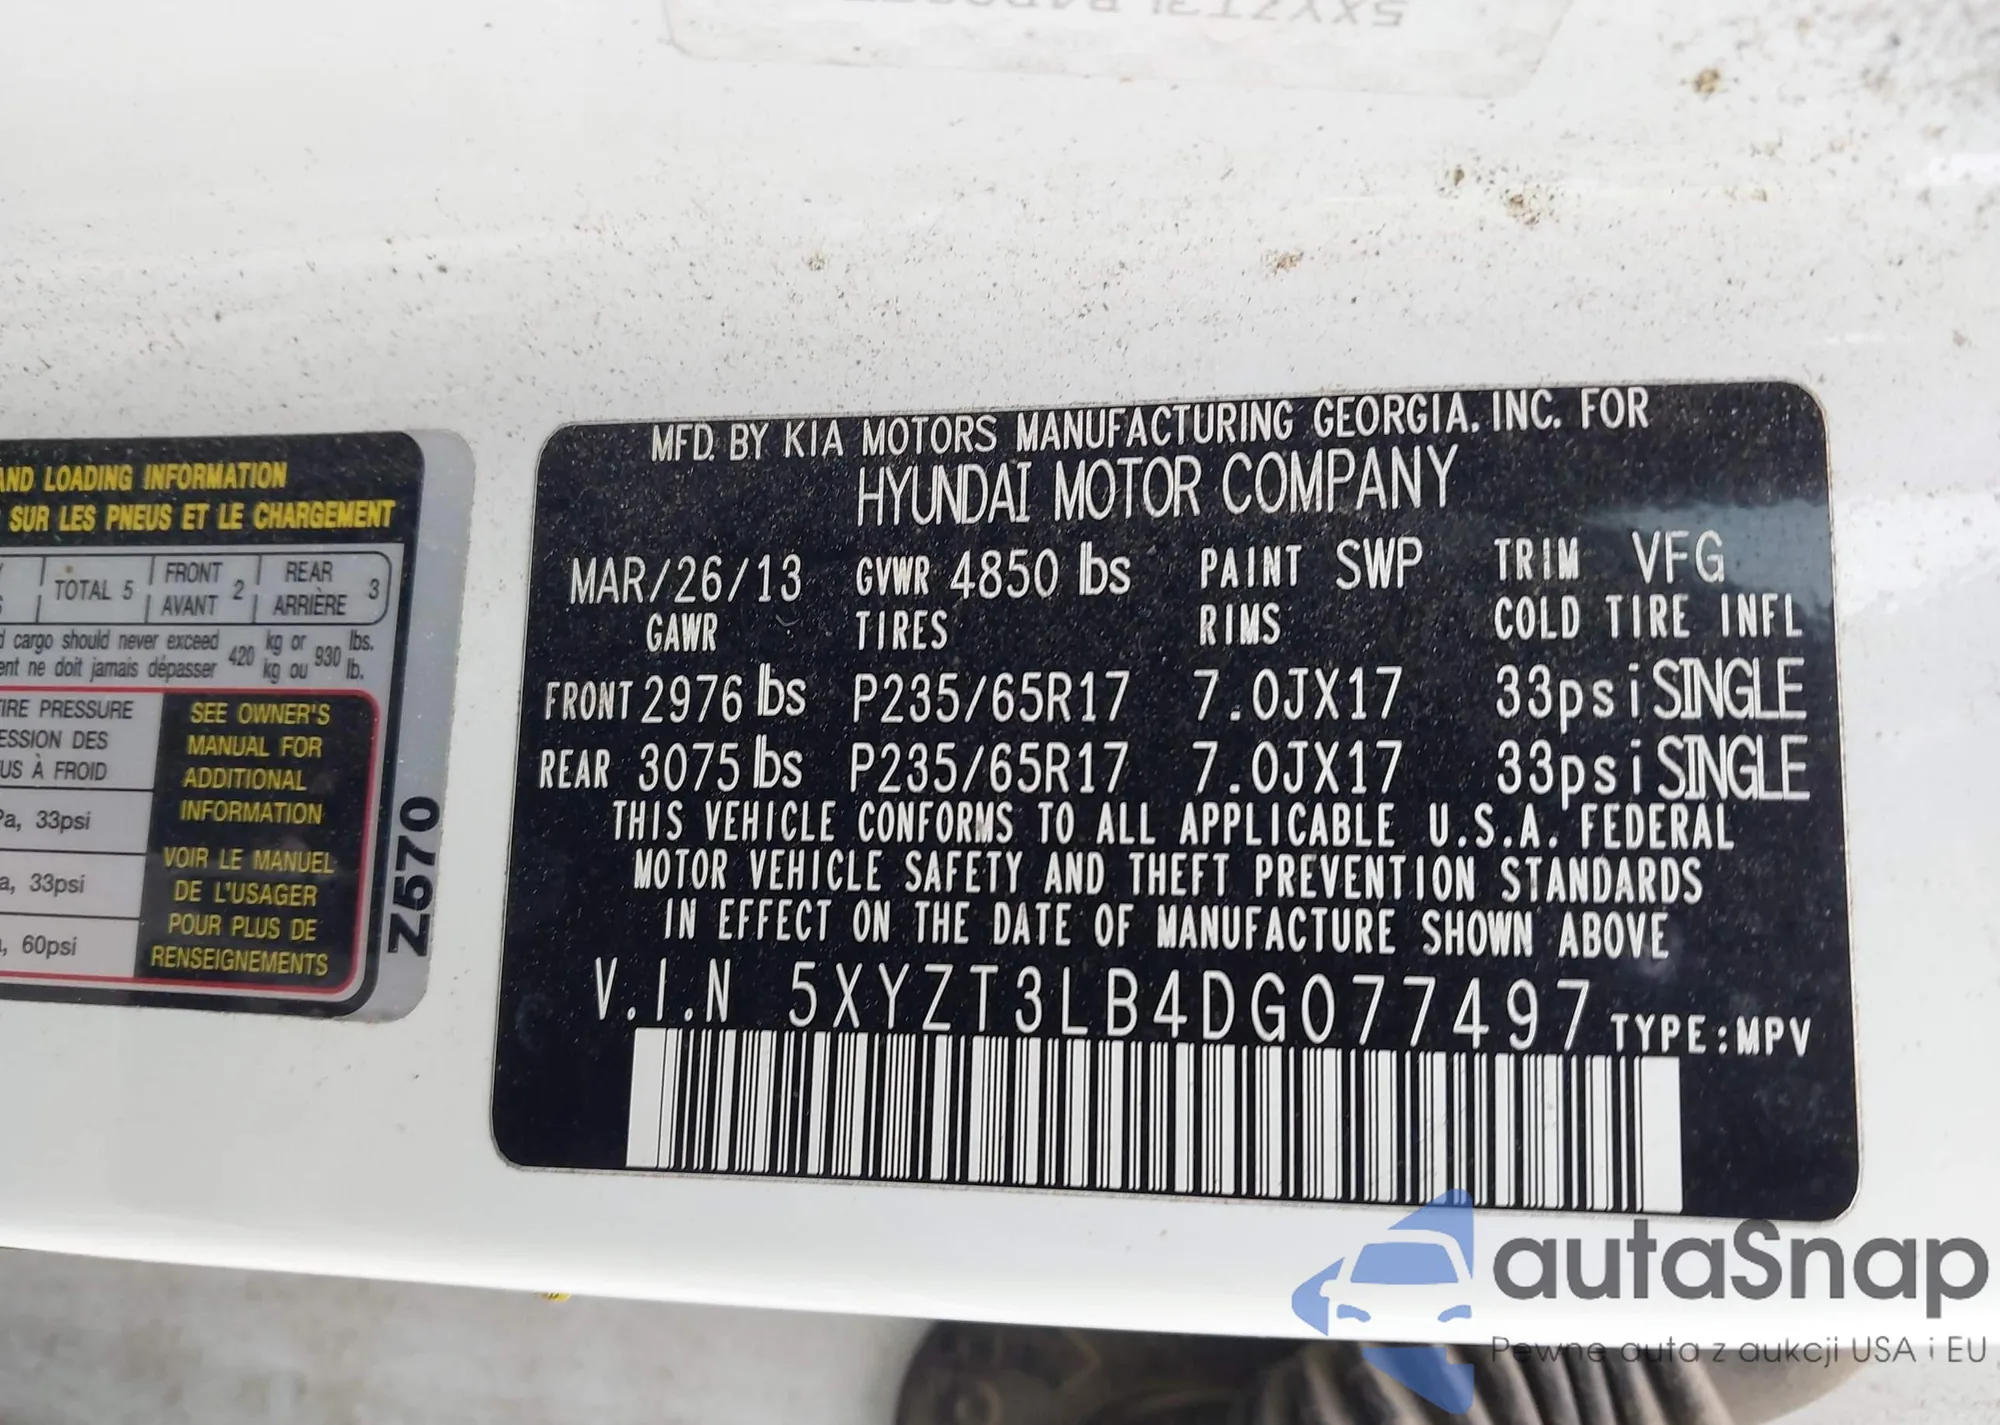 5XYZT3LB4DG
AND LOADING INFORMATION
SUR LES PNEUS ET LE CHARGEMENT
TOTAL 5
FRONT
AVANT
2
REAR
ARRIÈRE
3
cargo should never exceed 420 kg or 930 lbs.
ent ne doit jamais dépasser kg ou lb.
TIRE PRESSURE
ESSION DES
US À FROID
Pa, 33psi
a, 33psi
, 60psi
SEE OWNER'S
MANUAL FOR
ADDITIONAL
INFORMATION
VOIR LE MANUEL
DE L'USAGER
POUR PLUS DE
RENSEIGNEMENTS
Z570
MFD. BY KIA MOTORS MANUFACTURING GEORGIA. INC. FOR
HYUNDAI MOTOR COMPANY
MAR/26/13 GVWR 4850 lbs PAINT SWP TRIM VFG
GAWR TIRES RIMS COLD TIRE INFL
FRONT 2976 lbs P235/65R17 7.0JX17 33psi SINGLE
REAR 3075 lbs P235/65R17 7.0JX17 33psi SINGLE
THIS VEHICLE CONFORMS TO ALL APPLICABLE U.S.A. FEDERAL
MOTOR VEHICLE SAFETY AND THEFT PREVENTION STANDARDS
IN EFFECT ON THE DATE OF MANUFACTURE SHOWN ABOVE
V.I.N 5XYZT3LB4DG077497 TYPE:MPV
autaSnap
Pewne auta z aukcji USA i EU